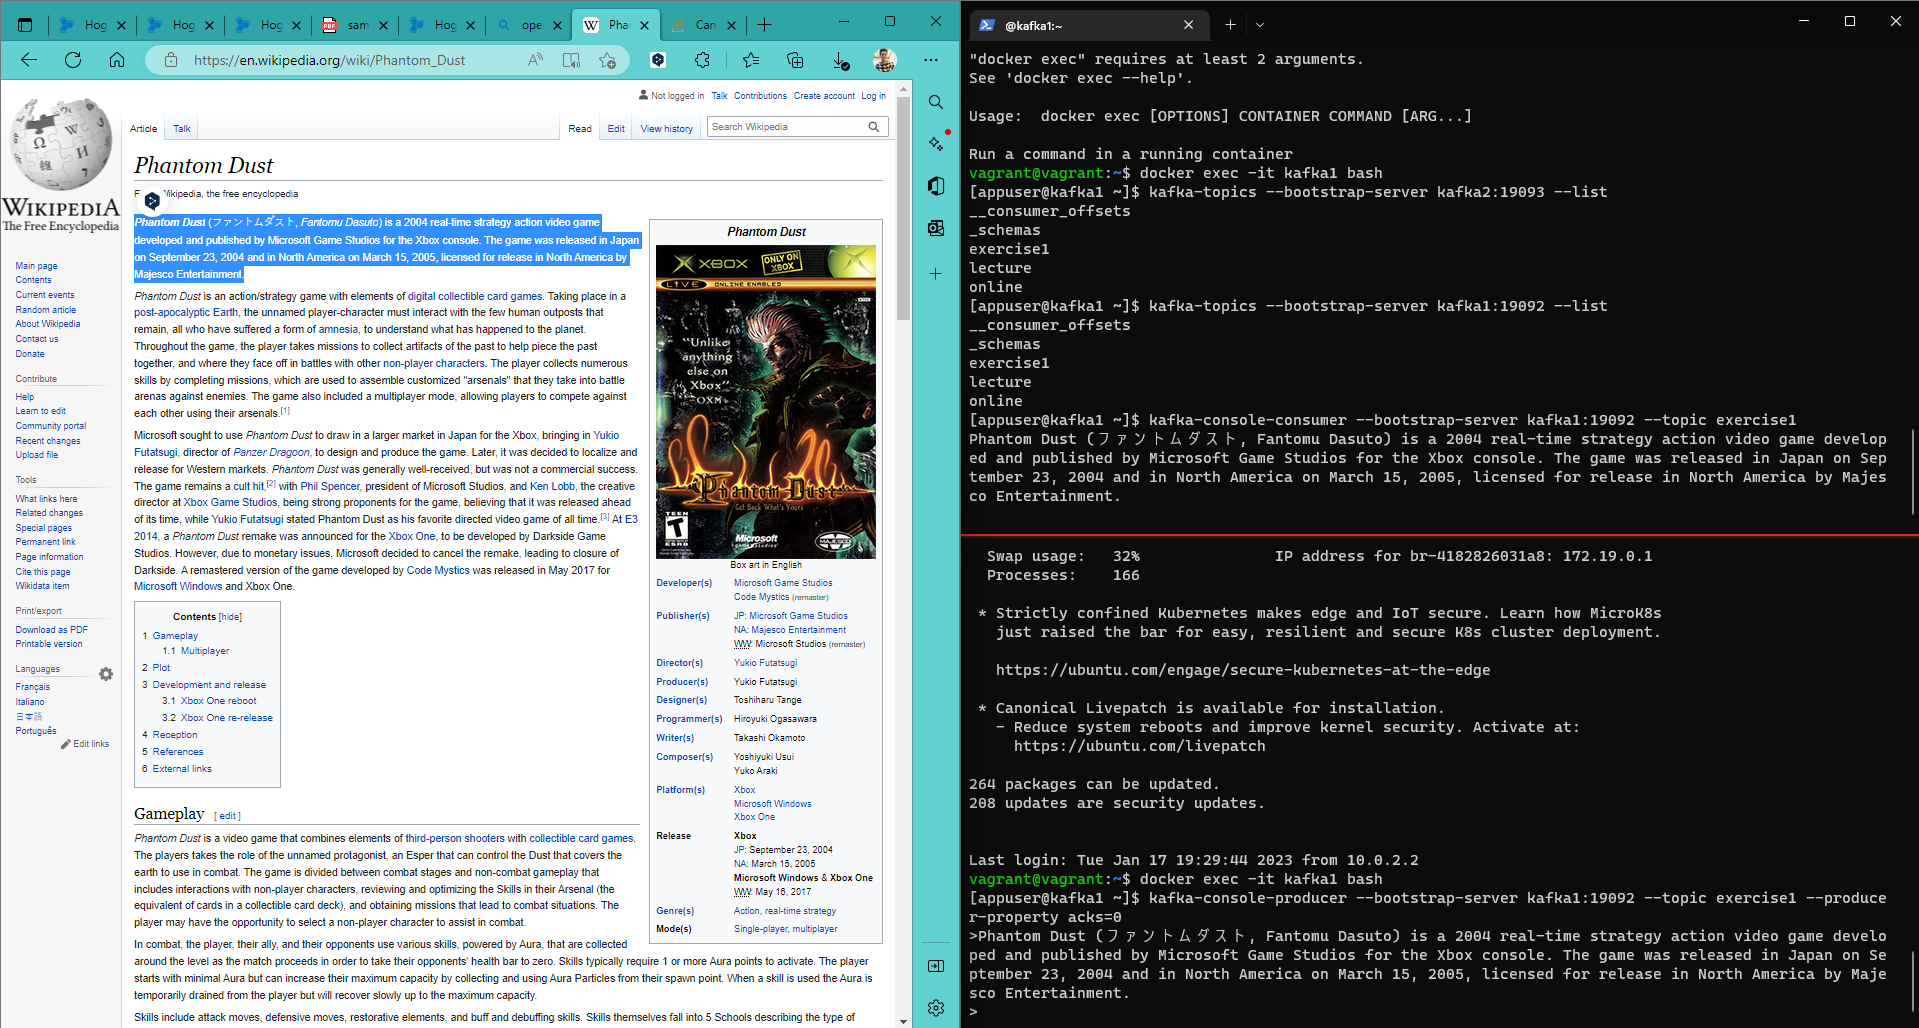 Hog
Hog
Hog
sam
Hog
ope
Pha
Can
https://en.wikipedia.org/wiki/Phantom_Dust
Not logged in Talk Contributions Create account Log in
Article Talk Read Edit View history Search Wikipedia
WIKIPEDIA
The Free Encyclopedia
Main page
Contents
Current events
Random article
About Wikipedia
Contact us
Donate
Contribute
Help
Learn to edit
Community portal
Recent changes
Upload file
Tools
What links here
Related changes
Special pages
Permanent link
Page information
Cite this page
Wikidata item
Print/export
Download as PDF
Printable version
Languages
Français
Italiano
日本語
Português
Edit links
Phantom Dust
Wikipedia, the free encyclopedia
Phantom Dust (ファントムダスト, Fantomu Dasuto) is a 2004 real-time strategy action video game
developed and published by Microsoft Game Studios for the Xbox console. The game was released in Japan
on September 23, 2004 and in North America on March 15, 2005, licensed for release in North America by
Majesco Entertainment.
Phantom Dust is an action/strategy game with elements of digital collectible card games. Taking place in a
post-apocalyptic Earth, the unnamed player-character must interact with the few human outposts that
remain, all who have suffered a form of amnesia, to understand what has happened to the planet.
Throughout the game, the player takes missions to collect artifacts of the past to help piece the past
together, and where they face off in battles with other non-player characters. The player collects numerous
skills by completing missions, which are used to assemble customized "arsenals" that they take into battle
arenas against enemies. The game also included a multiplayer mode, allowing players to compete against
each other using their arsenals.[1]
Microsoft sought to use Phantom Dust to draw in a larger market in Japan for the Xbox, bringing in Yukio
Futatsugi, director of Panzer Dragoon, to design and produce the game. Later, it was decided to localize and
release for Western markets. Phantom Dust was generally well-received, but was not a commercial success.
The game remains a cult hit,[2] with Phil Spencer, president of Microsoft Studios, and Ken Lobb, the creative
director at Xbox Game Studios, being strong proponents for the game, believing that it was released ahead
of its time, while Yukio Futatsugi stated Phantom Dust as his favorite directed video game of all time.[3] At E3
2014, a Phantom Dust remake was announced for the Xbox One, to be developed by Darkside Game
Studios. However, due to monetary issues, Microsoft decided to cancel the remake, leading to closure of
Darkside. A remastered version of the game developed by Code Mystics was released in May 2017 for
Microsoft Windows and Xbox One.
Contents [hide]
1 Gameplay
1.1 Multiplayer
2 Plot
3 Development and release
3.1 Xbox One reboot
3.2 Xbox One re-release
4 Reception
5 References
6 External links
Gameplay [ edit ]
Phantom Dust is a video game that combines elements of third-person shooters with collectible card games.
The players takes the role of the unnamed protagonist, an Esper that can control the Dust that covers the
earth to use in combat. The game is divided between combat stages and non-combat gameplay that
includes interactions with non-player characters, reviewing and optimizing the Skills in their Arsenal (the
equivalent of cards in a collectible card deck), and obtaining missions that lead to combat situations. The
player may have the opportunity to select a non-player character to assist in combat.
In combat, the player, their ally, and their opponents use various skills, powered by Aura, that are collected
around the level as the match proceeds in order to take their opponents' health bar to zero. Skills typically require 1 or more Aura points to activate. The player
starts with minimal Aura but can increase their maximum capacity by collecting and using Aura Particles from their spawn point. When a skill is used the Aura is
temporarily drained from the player but will recover slowly up to the maximum capacity.
Skills include attack moves, defensive moves, restorative elements, and buff and debuffing skills. Skills themselves fall into 5 Schools describing the type of
Phantom Dust
XBOX
ONLY ON
XBOX
LIVE ONLINE ENABLED
"Unlike
anything
else on
Xbox"
-OXM
Phantom Dust
Get Back What's Yours
TEEN
T
ESRB
Microsoft
game studios
MAJESCO
Box art in English
Developer(s) Microsoft Game Studios
Code Mystics (remaster)
Publisher(s) JP: Microsoft Game Studios
NA: Majesco Entertainment
WW: Microsoft Studios (remaster)
Director(s) Yukio Futatsugi
Producer(s) Yukio Futatsugi
Designer(s) Toshiharu Tange
Programmer(s) Hiroyuki Ogasawara
Writer(s) Takashi Okamoto
Composer(s) Yoshiyuki Usui
Yuko Araki
Platform(s) Xbox
Microsoft Windows
Xbox One
Release Xbox
JP: September 23, 2004
NA: March 15, 2005
Microsoft Windows & Xbox One
WW: May 16, 2017
Genre(s) Action, real-time strategy
Mode(s) Single-player, multiplayer
@kafka1:~
"docker exec" requires at least 2 arguments.
See 'docker exec --help'.
Usage:  docker exec [OPTIONS] CONTAINER COMMAND [ARG...]
Run a command in a running container
vagrant@vagrant:~$ docker exec -it kafka1 bash
[appuser@kafka1 ~]$ kafka-topics --bootstrap-server kafka2:19093 --list
__consumer_offsets
_schemas
exercise1
lecture
online
[appuser@kafka1 ~]$ kafka-topics --bootstrap-server kafka1:19092 --list
__consumer_offsets
_schemas
exercise1
lecture
online
[appuser@kafka1 ~]$ kafka-console-consumer --bootstrap-server kafka1:19092 --topic exercise1
Phantom Dust (ファントムダスト, Fantomu Dasuto) is a 2004 real-time strategy action video game develop
ed and published by Microsoft Game Studios for the Xbox console. The game was released in Japan on Sep
tember 23, 2004 and in North America on March 15, 2005, licensed for release in North America by Majes
co Entertainment.
Swap usage:   32%               IP address for br-4182826031a8: 172.19.0.1
Processes:    166
* Strictly confined Kubernetes makes edge and IoT secure. Learn how MicroK8s
just raised the bar for easy, resilient and secure K8s cluster deployment.
https://ubuntu.com/engage/secure-kubernetes-at-the-edge
* Canonical Livepatch is available for installation.
- Reduce system reboots and improve kernel security. Activate at:
https://ubuntu.com/livepatch
264 packages can be updated.
208 updates are security updates.
Last login: Tue Jan 17 19:29:44 2023 from 10.0.2.2
vagrant@vagrant:~$ docker exec -it kafka1 bash
[appuser@kafka1 ~]$ kafka-console-producer --bootstrap-server kafka1:19092 --topic exercise1 --produce
r-property acks=0
>Phantom Dust (ファントムダスト, Fantomu Dasuto) is a 2004 real-time strategy action video game develo
ped and published by Microsoft Game Studios for the Xbox console. The game was released in Japan on Se
ptember 23, 2004 and in North America on March 15, 2005, licensed for release in North America by Maje
sco Entertainment.
>